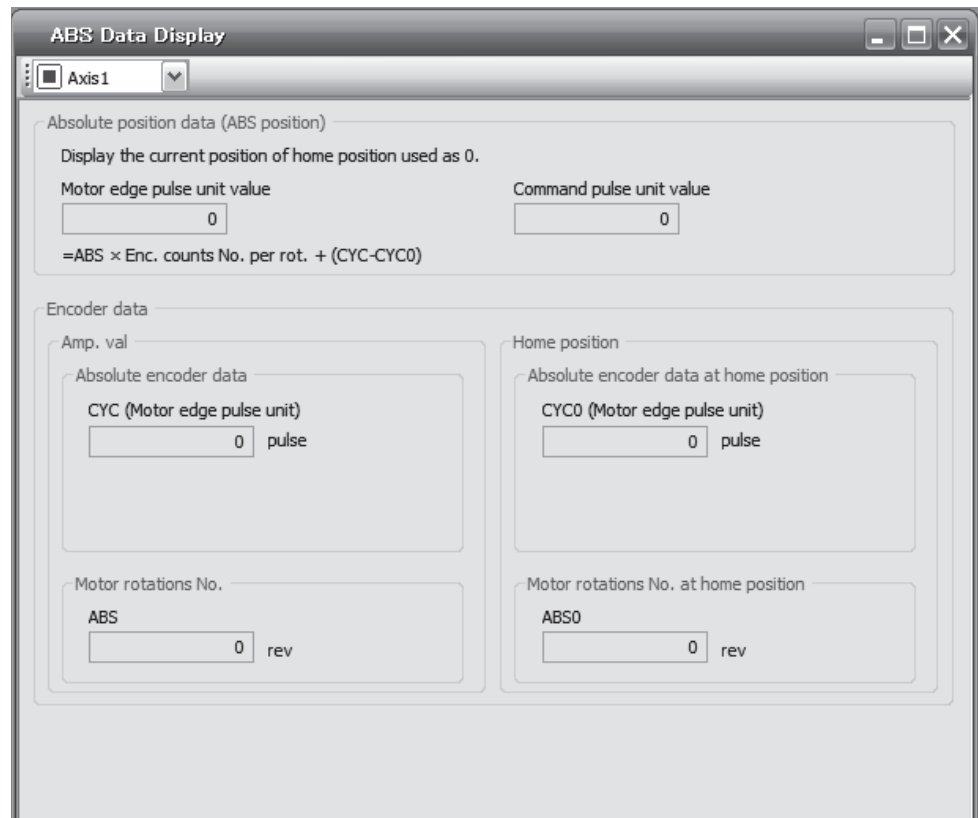 ABS Data Display
Axis1
Absolute position data (ABS position)
Display the current position of home position used as 0.
Motor edge pulse unit value
Command pulse unit value
0
0
=ABS × Enc. counts No. per rot. + (CYC-CYC0)
Encoder data
Amp. val
Absolute encoder data
CYC (Motor edge pulse unit)
0 pulse
Motor rotations No.
ABS
0 rev
Home position
Absolute encoder data at home position
CYC0 (Motor edge pulse unit)
0 pulse
Motor rotations No. at home position
ABS0
0 rev